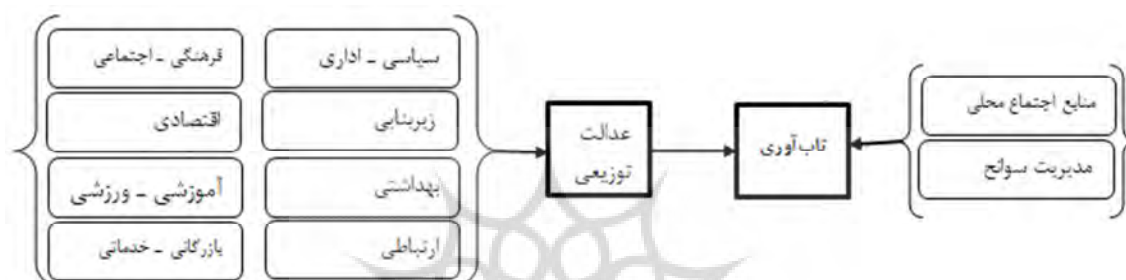 منابع اجتماع محلی
مدیریت سوانح
تاب‌آوری
عدالت
توزیعی
سیاسی ـ اداری
زیربنایی
بهداشتی
ارتباطی
فرهنگی ـ اجتماعی
اقتصادی
آموزشی ـ ورزشی
بازرگانی ـ خدماتی